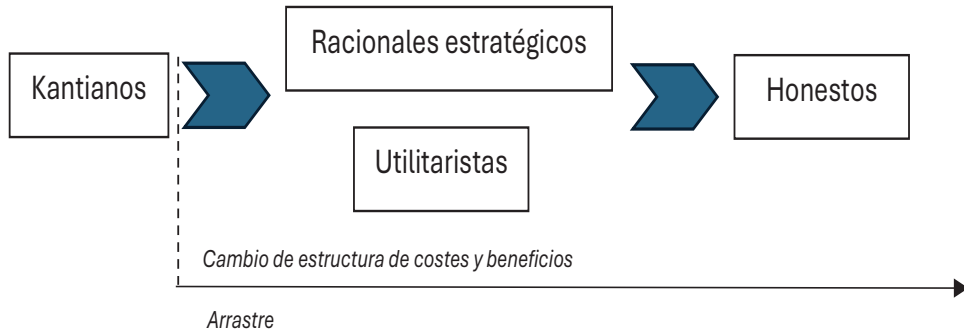 Kantianos
Racionales estratégicos
Utilitaristas
Honestos
Cambio de estructura de costes y beneficios
Arrastre